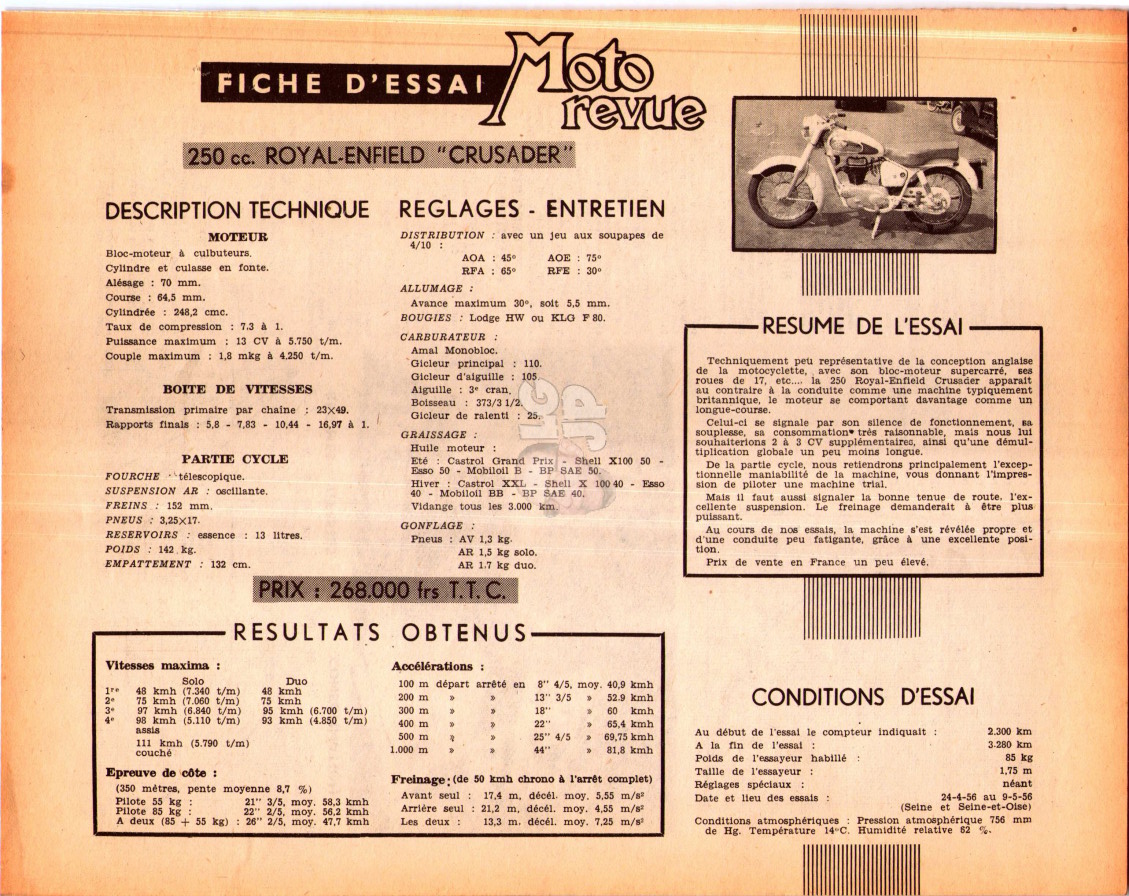 FICHE D'ESSAI Moto revue
250 cc. ROYAL-ENFIELD "CRUSADER"
DESCRIPTION TECHNIQUE
MOTEUR
Bloc-moteur à culbuteurs.
Cylindre et culasse en fonte.
Alésage : 70 mm.
Course : 64,5 mm.
Cylindrée : 248,2 cmc.
Taux de compression : 7.3 à 1.
Puissance maximum : 13 CV à 5.750 t/m.
Couple maximum : 1,8 mkg à 4.250 t/m.
BOITE DE VITESSES
Transmission primaire par chaîne : 23×49.
Rapports finals : 5,8 - 7,83 - 10,44 - 16,97 à 1.
PARTIE CYCLE
FOURCHE : télescopique.
SUSPENSION AR : oscillante.
FREINS : 152 mm.
PNEUS : 3,25×17.
RESERVOIRS : essence : 13 litres.
POIDS : 142 kg.
EMPATTEMENT : 132 cm.
REGLAGES - ENTRETIEN
DISTRIBUTION : avec un jeu aux soupapes de
4/10 :
AOA : 45° AOE : 75°
RFA : 65° RFE : 30°
ALLUMAGE :
Avance maximum 30°, soit 5,5 mm.
BOUGIES : Lodge HW ou KLG F 80.
CARBURATEUR :
Amal Monobloc.
Gicleur principal : 110.
Gicleur d'aiguille : 105.
Aiguille : 3e cran.
Boisseau : 373/3 1/2.
Gicleur de ralenti : 25.
GRAISSAGE :
Huile moteur :
Eté : Castrol Grand Prix - Shell X100 50 -
Esso 50 - Mobiloil B - BP SAE 50.
Hiver : Castrol XXL - Shell X 100 40 - Esso
40 - Mobiloil BB - BP SAE 40.
Vidange tous les 3.000 km.
GONFLAGE :
Pneus : AV 1,3 kg.
AR 1,5 kg solo.
AR 1.7 kg duo.
PRIX : 268.000 frs T.T.C.
RESUME DE L'ESSAI
Techniquement peu représentative de la conception anglaise
de la motocyclette, avec son bloc-moteur supercarré, ses
roues de 17, etc..., la 250 Royal-Enfield Crusader apparaît
au contraire à la conduite comme une machine typiquement
britannique, le moteur se comportant davantage comme un
longue-course.
Celui-ci se signale par son silence de fonctionnement, sa
souplesse, sa consommation très raisonnable, mais nous lui
souhaiterions 2 à 3 CV supplémentaires, ainsi qu'une démul-
tiplication globale un peu moins longue.
De la partie cycle, nous retiendrons principalement l'excep-
tionnelle maniabilité de la machine, vous donnant l'impres-
sion de piloter une machine trial.
Mais il faut aussi signaler la bonne tenue de route, l'ex-
cellente suspension. Le freinage demanderait à être plus
puissant.
Au cours de nos essais, la machine s'est révélée propre et
d'une conduite peu fatigante, grâce à une excellente posi-
tion.
Prix de vente en France un peu élevé.
RESULTATS OBTENUS
Vitesses maxima :
Solo Duo
1re 48 kmh (7.340 t/m) 48 kmh
2e 75 kmh (7.060 t/m) 75 kmh
3e 97 kmh (6.840 t/m) 95 kmh (6.700 t/m)
4e 98 kmh (5.110 t/m) 93 kmh (4.850 t/m)
assis
111 kmh (5.790 t/m)
couché
Epreuve de côte :
(350 mètres, pente moyenne 8,7 %)
Pilote 55 kg : 21" 3/5, moy. 58,3 kmh
Pilote 85 kg : 22" 2/5, moy. 56,2 kmh
A deux (85 + 55 kg) : 26" 2/5, moy. 47,7 kmh
Accélérations :
100 m départ arrêté en 8" 4/5, moy. 40,9 kmh
200 m » » 13" 3/5 » 52.9 kmh
300 m » » 18" » 60 kmh
400 m » » 22" » 65,4 kmh
500 m » » 25" 4/5 » 69,75 kmh
1.000 m » » 44" » 81,8 kmh
Freinage : (de 50 kmh chrono à l'arrêt complet)
Avant seul : 17,4 m, décél. moy. 5,55 m/s²
Arrière seul : 21,2 m, décél. moy. 4,55 m/s²
Les deux : 13,3 m. décél. moy. 7,25 m/s²
CONDITIONS D'ESSAI
Au début de l'essai le compteur indiquait : 2.300 km
A la fin de l'essai : 3.280 km
Poids de l'essayeur habillé : 85 kg
Taille de l'essayeur : 1,75 m
Réglages spéciaux : néant
Date et lieu des essais : 24-4-56 au 9-5-56
(Seine et Seine-et-Oise)
Conditions atmosphériques : Pression atmosphérique 756 mm
de Hg. Température 14°C. Humidité relative 62 %.